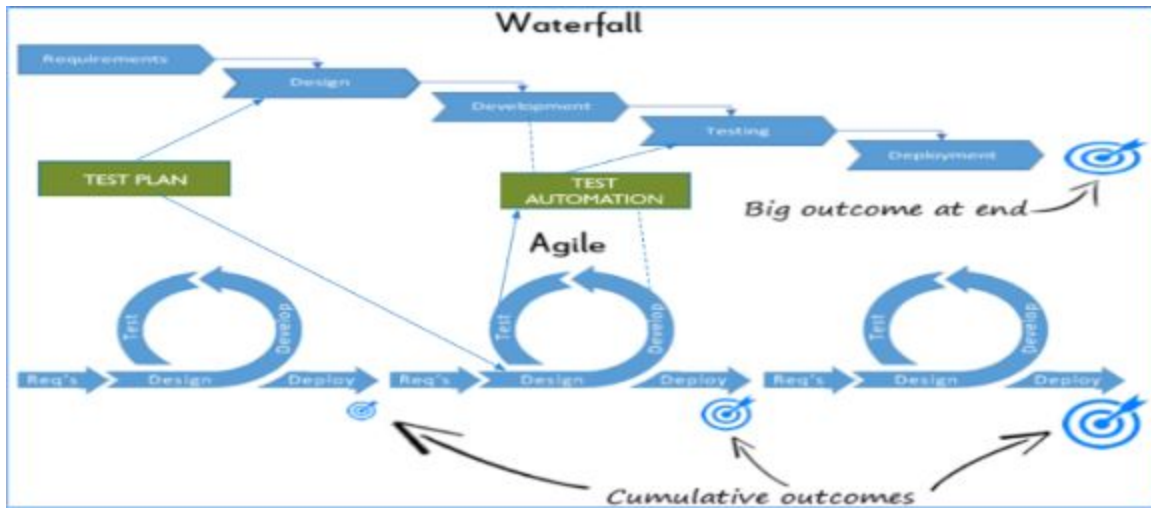 Waterfall
Requirements
Design
Development
Testing
Deployment
TEST PLAN
TEST
AUTOMATION
Big outcome at end
Agile
Test
Develop
Req's
Design
Deploy
Test
Develop
Req's
Design
Deploy
Test
Develop
Req's
Design
Deploy
Cumulative outcomes